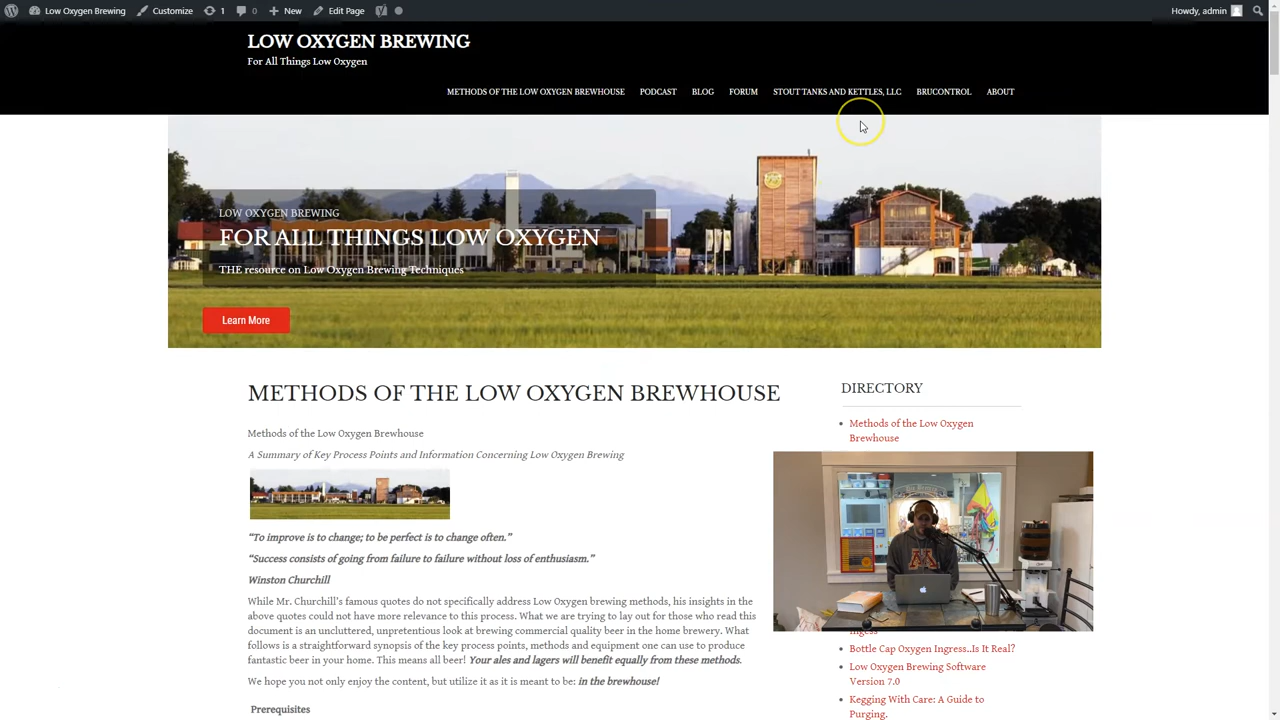 Low Oxygen Brewing Customize 1 0 New Edit Page Howdy, admin
LOW OXYGEN BREWING
For All Things Low Oxygen
METHODS OF THE LOW OXYGEN BREWHOUSE PODCAST BLOG FORUM STOUT TANKS AND KETTLES, LLC BRUCONTROL ABOUT
LOW OXYGEN BREWING
FOR ALL THINGS LOW OXYGEN
THE resource on Low Oxygen Brewing Techniques
Learn More
METHODS OF THE LOW OXYGEN BREWHOUSE
Methods of the Low Oxygen Brewhouse
A Summary of Key Process Points and Information Concerning Low Oxygen Brewing
“To improve is to change; to be perfect is to change often.”
“Success consists of going from failure to failure without loss of enthusiasm.”
Winston Churchill
While Mr. Churchill’s famous quotes do not specifically address Low Oxygen brewing methods, his insights in the
above quotes could not have more relevance to this process. What we are trying to lay out for those who read this
document is an uncluttered, unpretentious look at brewing commercial quality beer in the home brewery. What
follows is a straightforward synopsis of the key process points, methods and equipment one can use to produce
fantastic beer in your home. This means all beer! Your ales and lagers will benefit equally from these methods.
We hope you not only enjoy the content, but utilize it as it is meant to be: in the brewhouse!
Prerequisites
DIRECTORY
Methods of the Low Oxygen
Brewhouse
Bottle Cap Oxygen Ingress..Is It Real?
Low Oxygen Brewing Software
Version 7.0
Kegging With Care: A Guide to
Purging.